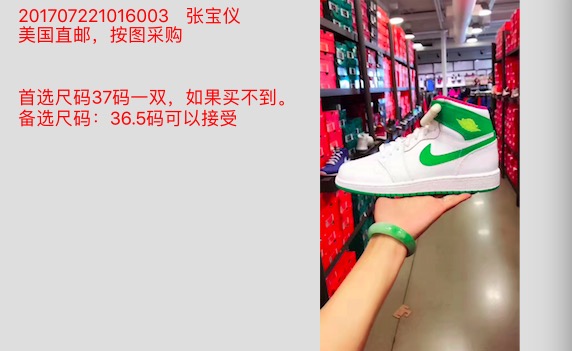 201707221016003 张宝仪
美国直邮，按图采购
首选尺码37码一双，如果买不到。
备选尺码：36.5码可以接受